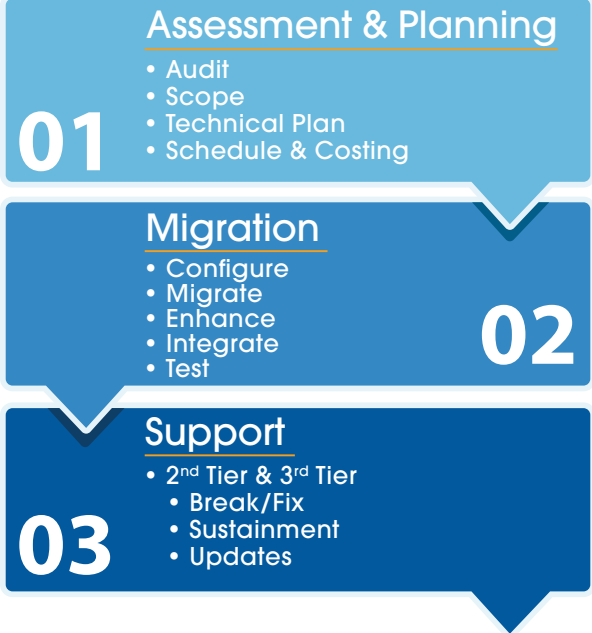 Assessment & Planning
• Audit
• Scope
• Technical Plan
• Schedule & Costing
01
Migration
• Configure
• Migrate
• Enhance
• Integrate
• Test
02
Support
• 2nd Tier & 3rd Tier
• Break/Fix
• Sustainment
• Updates
03